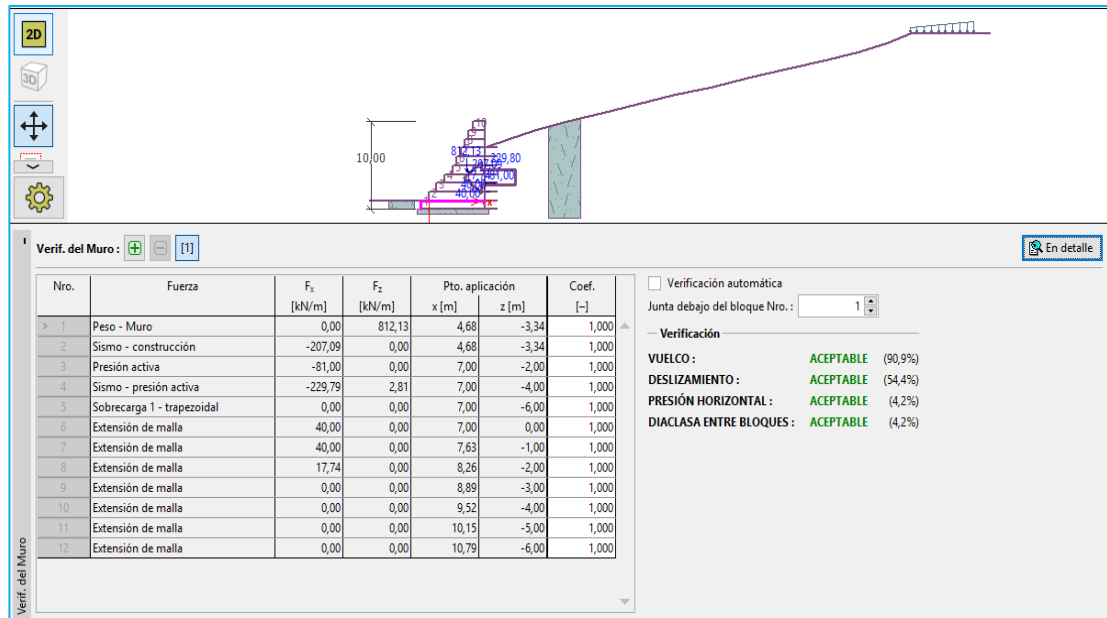 2D
3D
10,00
10
9
8
812,13
229,80
207,09
481,00
40,00
40,00
3
2
x
Verif. del Muro : [1] En detalle
Nro. Fuerza Fx Fz Pto. aplicación Coef.
[kN/m] [kN/m] x [m] z [m] [–]
> 1 Peso - Muro 0,00 812,13 4,68 -3,34 1,000
2 Sismo - construcción -207,09 0,00 4,68 -3,34 1,000
3 Presión activa -81,00 0,00 7,00 -2,00 1,000
4 Sismo - presión activa -229,79 2,81 7,00 -4,00 1,000
5 Sobrecarga 1 - trapezoidal 0,00 0,00 7,00 -6,00 1,000
6 Extensión de malla 40,00 0,00 7,00 0,00 1,000
7 Extensión de malla 40,00 0,00 7,63 -1,00 1,000
8 Extensión de malla 17,74 0,00 8,26 -2,00 1,000
9 Extensión de malla 0,00 0,00 8,89 -3,00 1,000
10 Extensión de malla 0,00 0,00 9,52 -4,00 1,000
11 Extensión de malla 0,00 0,00 10,15 -5,00 1,000
12 Extensión de malla 0,00 0,00 10,79 -6,00 1,000
Verificación automática
Junta debajo del bloque Nro. : 1
Verificación
VUELCO : ACEPTABLE (90,9%)
DESLIZAMIENTO : ACEPTABLE (54,4%)
PRESIÓN HORIZONTAL : ACEPTABLE (4,2%)
DIACLASA ENTRE BLOQUES : ACEPTABLE (4,2%)
Verif. del Muro